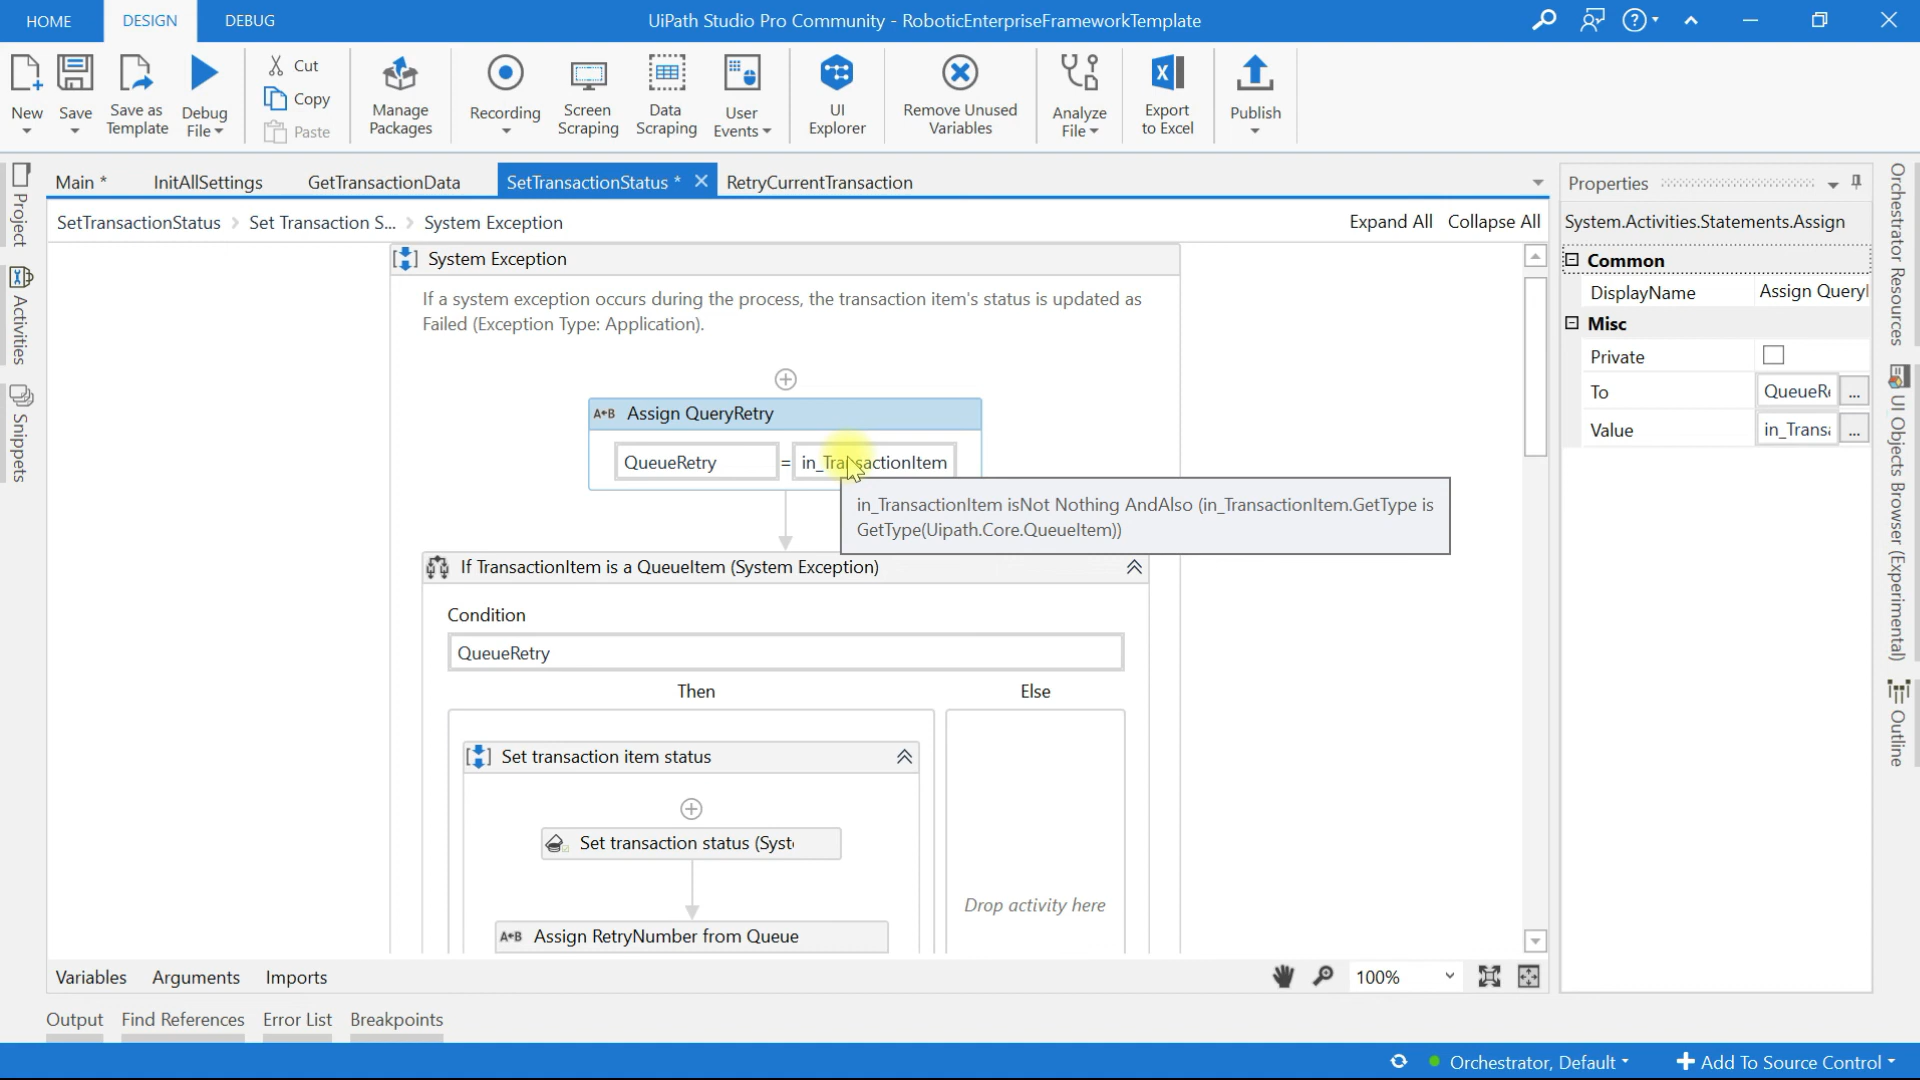 HOME
DESIGN
DEBUG
UiPath Studio Pro Community - RoboticEnterpriseFrameworkTemplate
New
Save
Save as
Template
Debug
File
Cut
Copy
Paste
Manage
Packages
Recording
Screen
Scraping
Data
Scraping
User
Events
UI
Explorer
Remove Unused
Variables
Analyze
File
Export
to Excel
Publish
Project
Activities
Snippets
Main *
InitAllSettings
GetTransactionData
SetTransactionStatus *
RetryCurrentTransaction
SetTransactionStatus > Set Transaction S... > System Exception
Expand All
Collapse All
System Exception
If a system exception occurs during the process, the transaction item's status is updated as
Failed (Exception Type: Application).
A+B Assign QueryRetry
QueueRetry = in_TransactionItem
in_TransactionItem isNot Nothing AndAlso (in_TransactionItem.GetType is
GetType(Uipath.Core.QueueItem))
If TransactionItem is a QueueItem (System Exception)
Condition
QueueRetry
Then
Else
Set transaction item status
Set transaction status (Syst
A+B Assign RetryNumber from Queue
Drop activity here
Variables
Arguments
Imports
100%
Output
Find References
Error List
Breakpoints
Properties
System.Activities.Statements.Assign
Common
DisplayName
Assign QueryI
Misc
Private
To
QueueRe
...
Value
in_Transa
...
Orchestrator Resources
UI Objects Browser (Experimental)
Outline
Orchestrator, Default
Add To Source Control